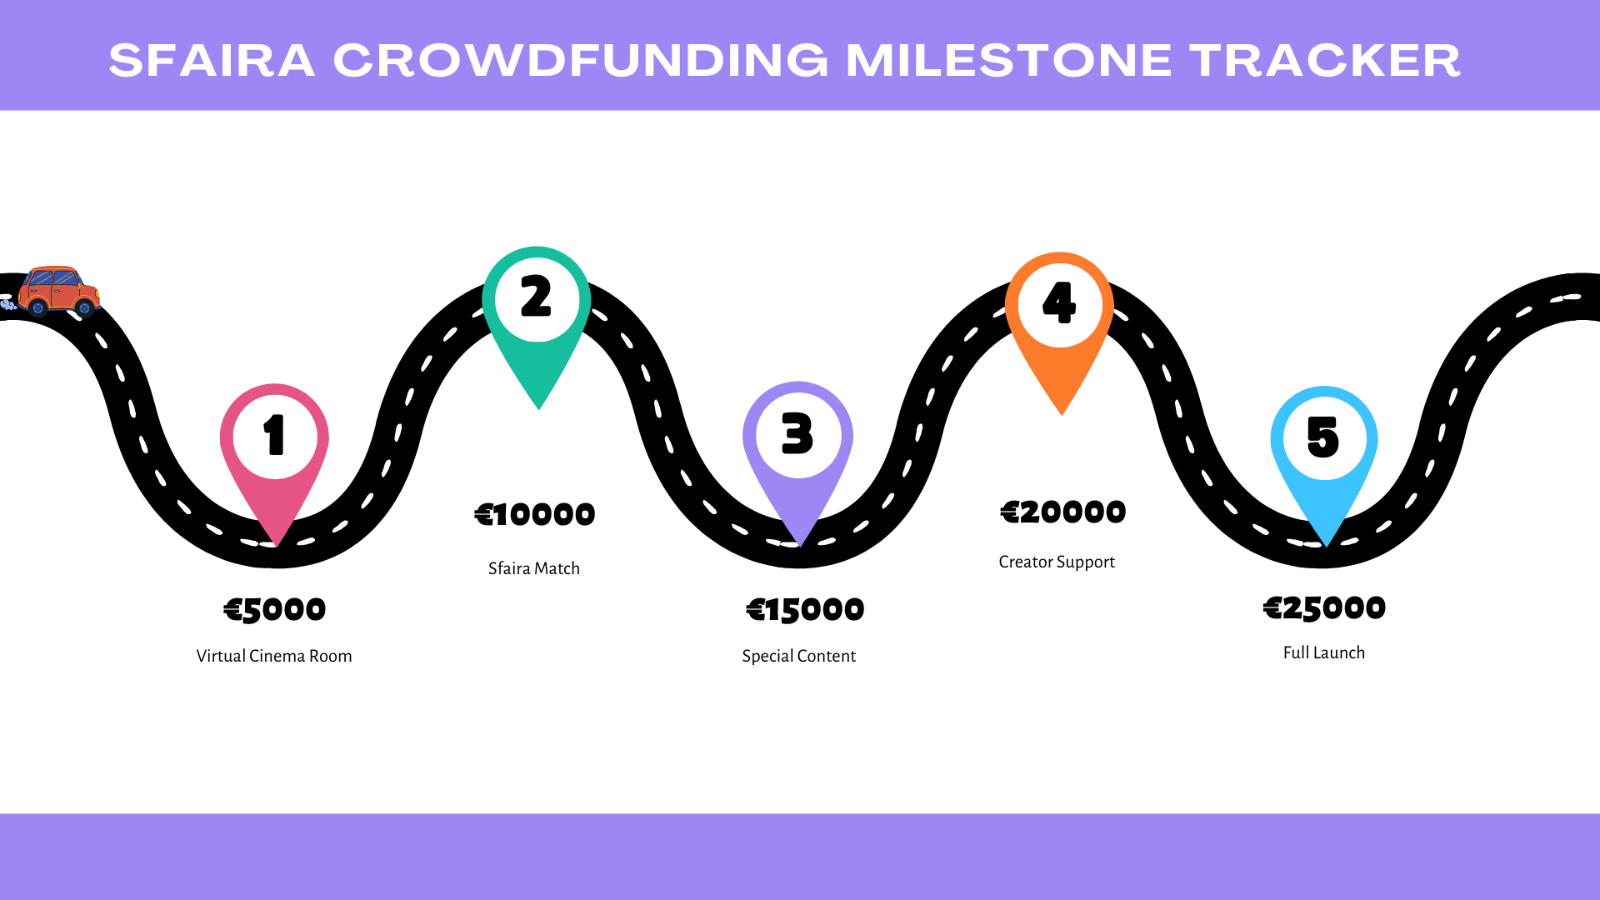 SFAIRA CROWDFUNDING MILESTONE TRACKER
1
€5000
Virtual Cinema Room
2
€10000
Sfaira Match
3
€15000
Special Content
4
€20000
Creator Support
5
€25000
Full Launch